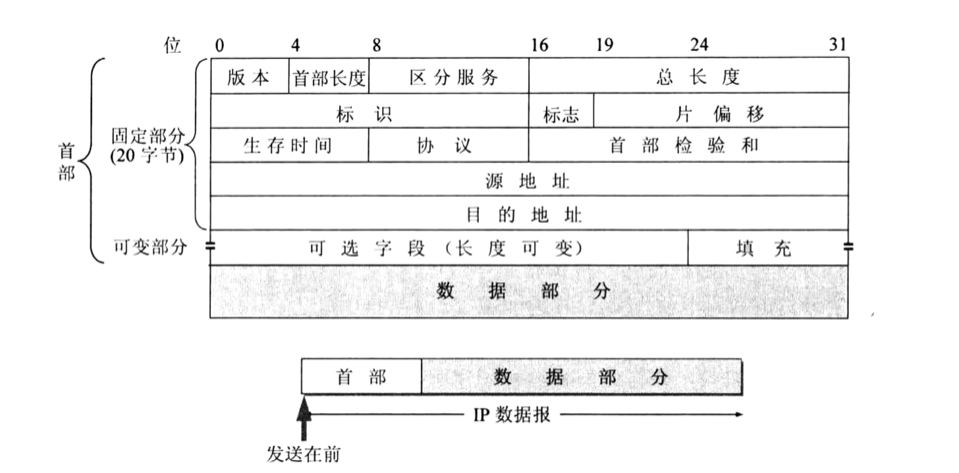 位 0 4 8 16 19 24 31
版本 首部长度 区分服务 总长度
标识 标志 片偏移
固定部分
(20字节)
首部
生存时间 协议 首部检验和
源地址
目的地址
可变部分 可选字段(长度可变) 填充
数据部分
首部 数据部分
IP 数据报
发送在前